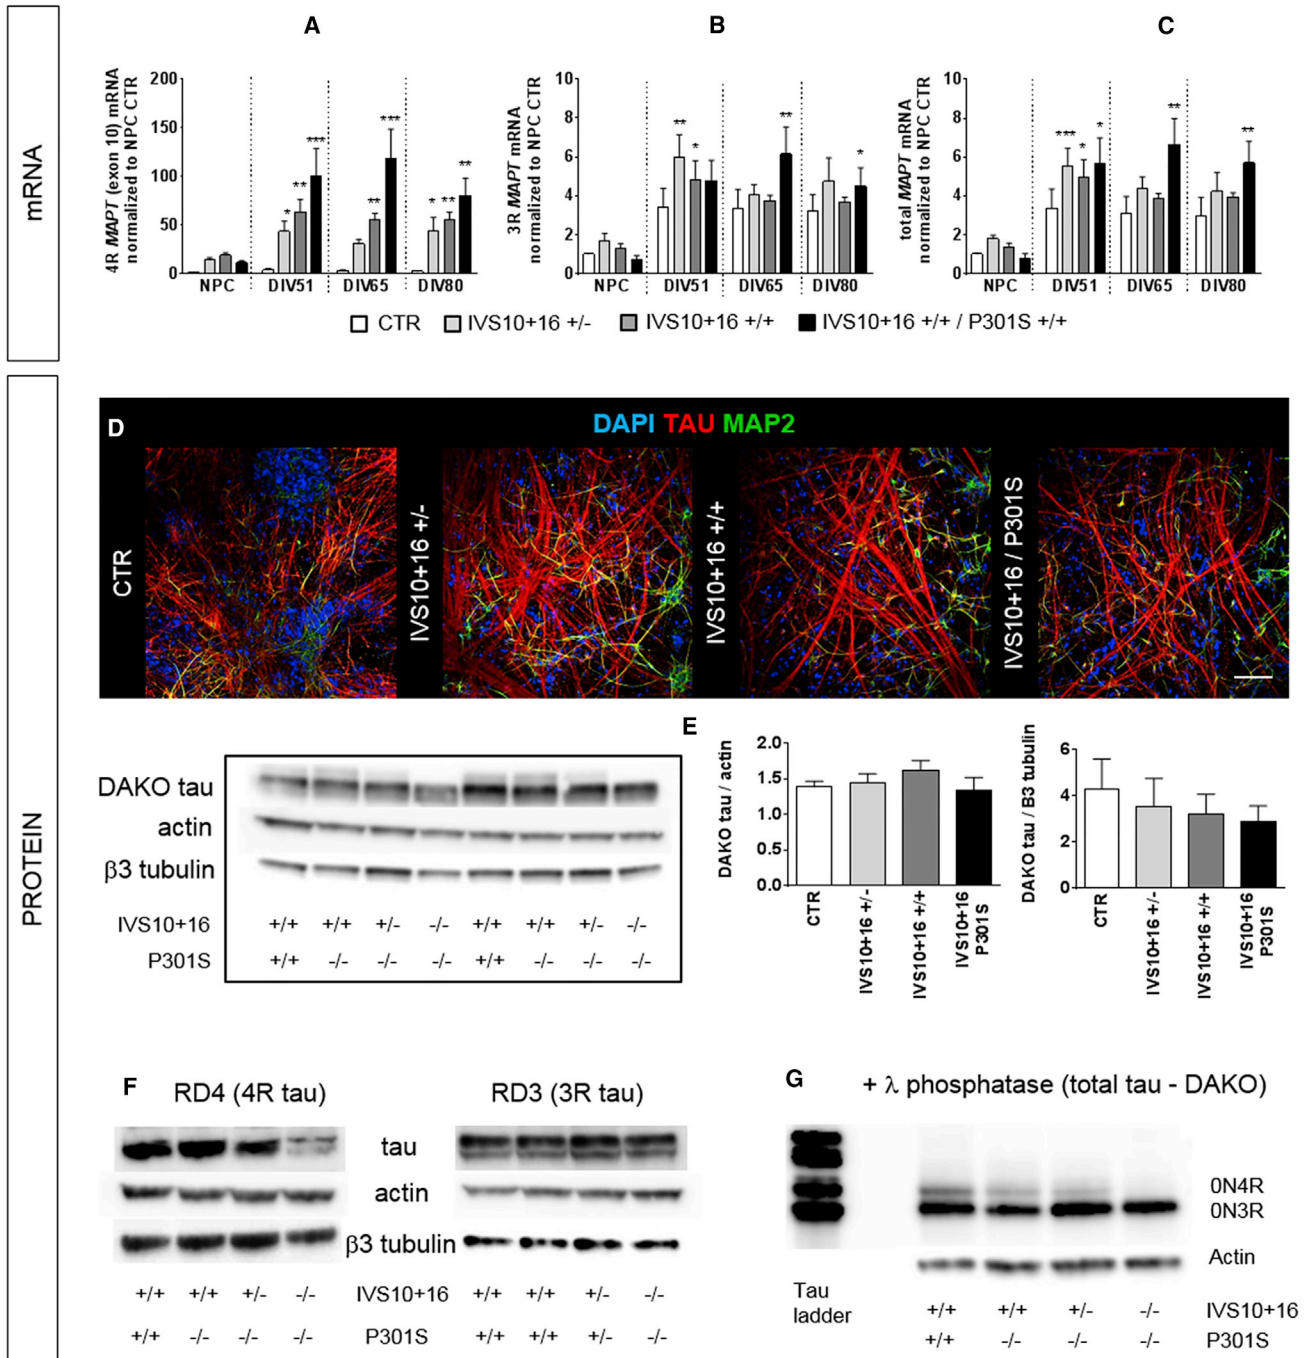 mRNA
A
4R MAPT (exon 10) mRNA
normalized to NPC CTR
200
150
100
50
0
*
**
***
**
***
*
**
**
NPC
DIV51
DIV65
DIV80
B
3R MAPT mRNA
normalized to NPC CTR
10
8
6
4
2
0
**
*
**
*
NPC
DIV51
DIV65
DIV80
C
total MAPT mRNA
normalized to NPC CTR
10
8
6
4
2
0
***
*
*
**
**
NPC
DIV51
DIV65
DIV80
CTR IVS10+16 +/- IVS10+16 +/+ IVS10+16 +/+ / P301S +/+
PROTEIN
D
DAPI TAU MAP2
CTR
IVS10+16 +/-
IVS10+16 +/+
IVS10+16 / P301S
DAKO tau
actin
β3 tubulin
IVS10+16 +/+ +/+ +/- -/- +/+ +/+ +/- -/-
P301S +/+ -/- -/- -/- +/+ -/- -/- -/-
E
DAKO tau / actin
2.0
1.5
1.0
0.5
0.0
CTR
IVS10+16 +/-
IVS10+16 +/+
IVS10+16
P301S
DAKO tau / B3 tubulin
6
4
2
0
CTR
IVS10+16 +/-
IVS10+16 +/+
IVS10+16
P301S
F
RD4 (4R tau) RD3 (3R tau)
tau
actin
β3 tubulin
+/+ +/+ +/- -/- IVS10+16 +/+ +/+ +/- -/-
+/+ -/- -/- -/- P301S +/+ +/+ +/- -/-
G
+ λ phosphatase (total tau - DAKO)
0N4R
0N3R
Actin
Tau
ladder
+/+ +/+ +/- -/- IVS10+16
+/+ -/- -/- -/- P301S